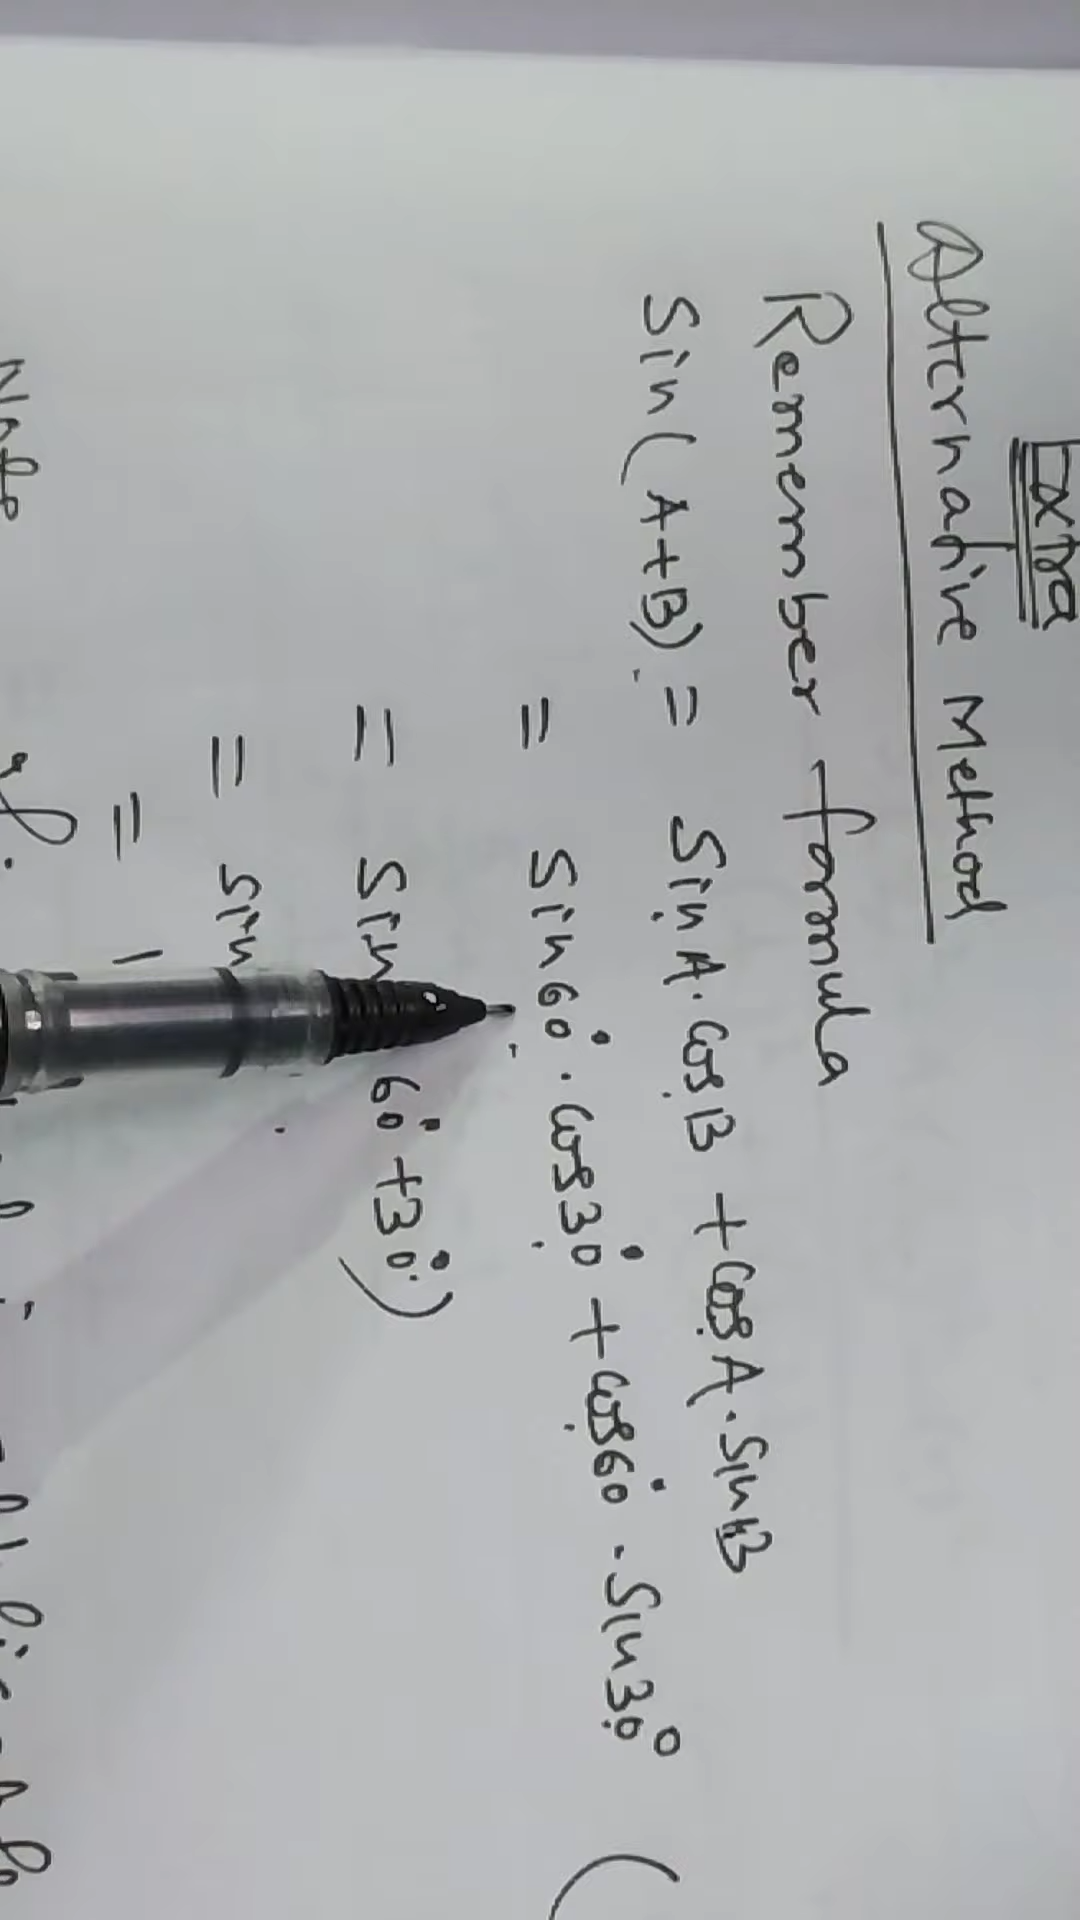 Extra
Alternative Method
Remember formula
Sin(A+B) = Sin A . Cos B + Cos A . Sin B
= Sin 60° . Cos 30° + Cos 60° . Sin 30° (
= Sin 60° + 30°)
= Sin
= 1